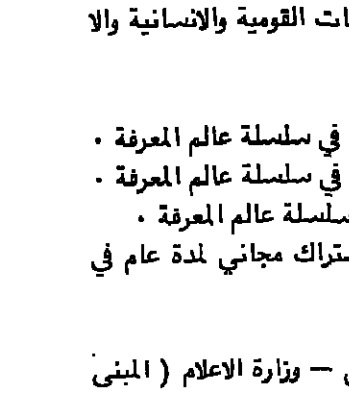 ات القومية والانسانية والا
في سلسلة عالم المعرفة .
في سلسلة عالم المعرفة .
سلسلة عالم المعرفة .
ستراك مجاني لمدة عام في
— وزارة الاعلام ( المبنى